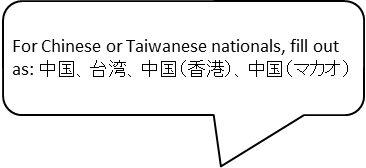 For Chinese or Taiwanese nationals, fill out
as: 中国、台湾、中国（香港）、中国（マカオ）